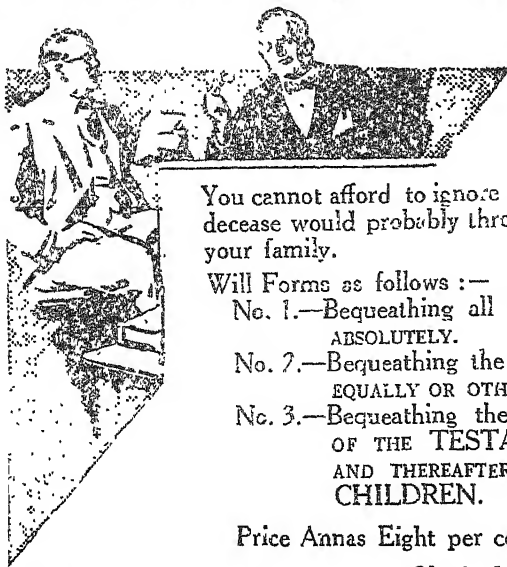 You cannot afford to ignore
decease would probably thro
your family.
Will Forms as follows :—
No. 1.—Bequeathing all
ABSOLUTELY.
No. 2.—Bequeathing the
EQUALLY OR OTH
No. 3.—Bequeathing the
OF THE TESTA
AND THEREAFTER
CHILDREN.
Price Annas Eight per co